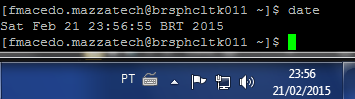 [fmacedo.mazzatech@brsphcltk011 ~]$ date
Sat Feb 21 23:56:55 BRT 2015
[fmacedo.mazzatech@brsphcltk011 ~]$
PT
23:56
21/02/2015